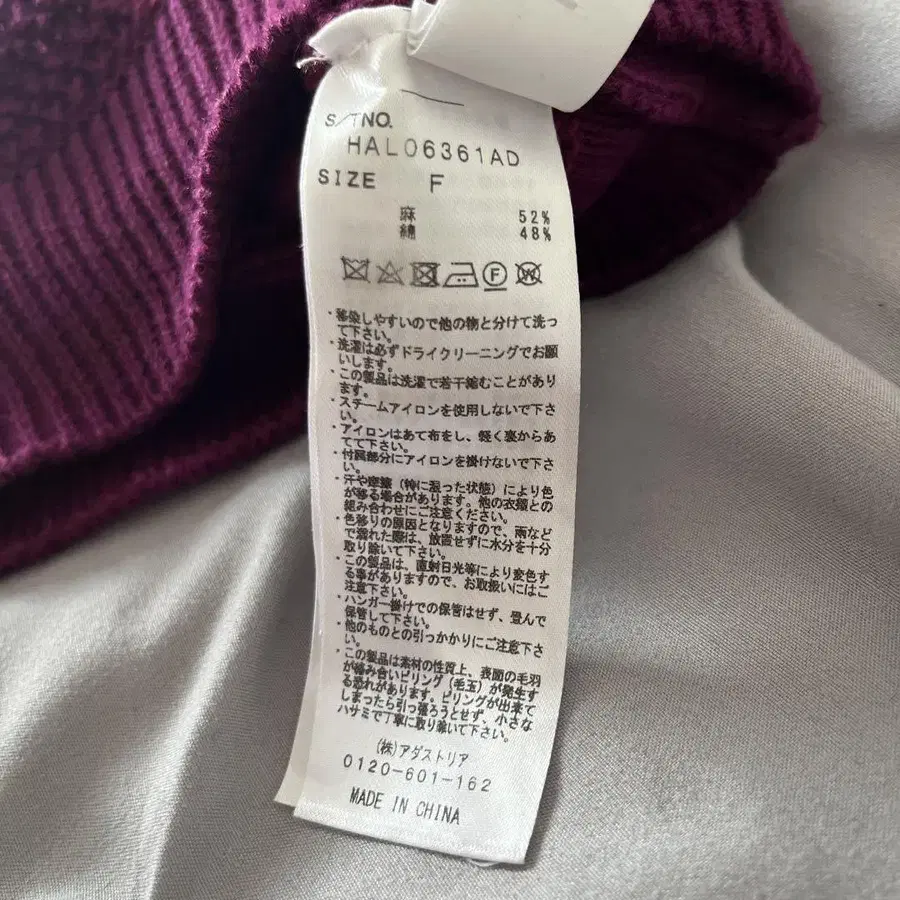 S/TNO.
HAL06361AD
SIZE F
麻 52%
綿 48%
F
W
・移染しやすいので他の物と分けて洗っ
て下さい。
・洗濯は必ずドライクリーニングでお願
いします。
・この製品は洗濯で若干縮むことがあり
ます。
・スチームアイロンを使用しないで下さ
い。
・アイロンはあて布をし、軽く裏からあ
てて下さい。
・付属部分にアイロンを掛けないで下さ
い。
・汗や摩擦(特に湿った状態)により色
が移る場合があります。他の衣類との
組み合わせにご注意ください。
・色移りの原因となりますので、雨など
で濡れた際は、放置せずに水分を十分
取り除いて下さい。
・この製品は、直射日光等により変色す
る事がありますので、お取扱いにはご
注意下さい。
・ハンガー掛けでの保管はせず、畳んで
保管して下さい。
・他のものとの引っかかりにご注意下さ
い。
・この製品は素材の性質上、表面の毛羽
が絡み合いピリング(毛玉)が発生す
る恐れがあります。ピリングが出来て
しまったら引っ張ろうとせず、小さな
ハサミで丁寧に取り除いて下さい。
(株)アダストリア
0120-601-162
MADE IN CHINA